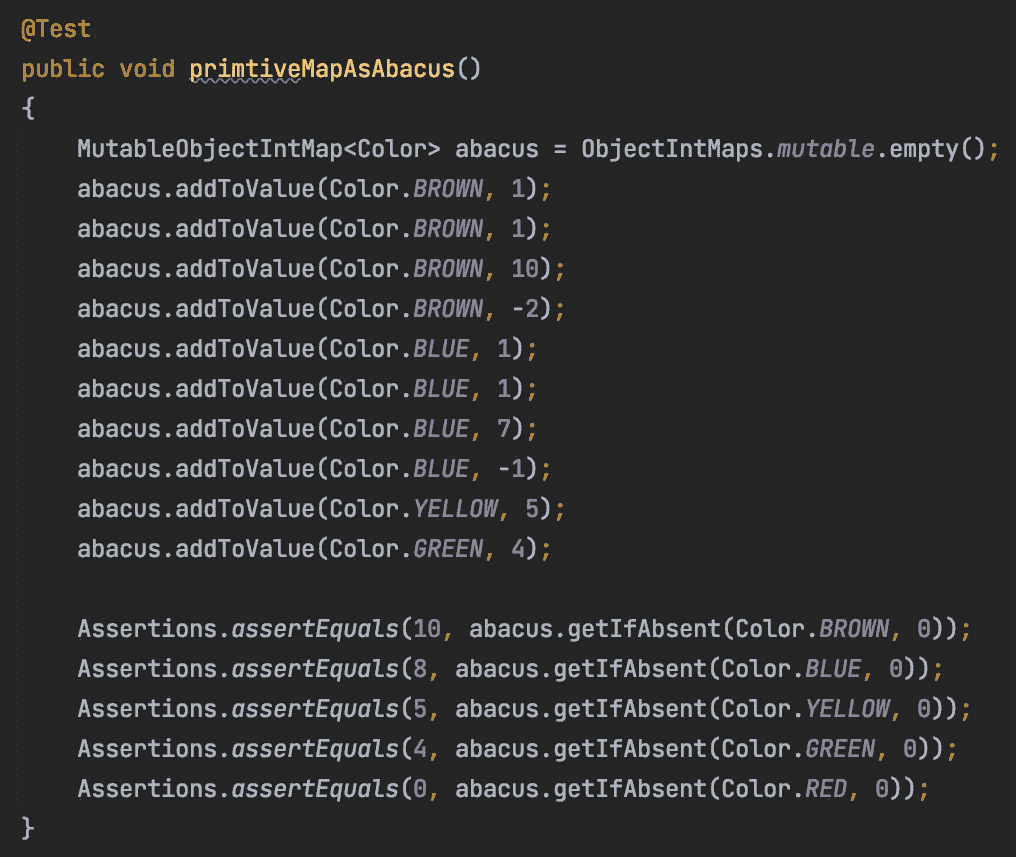 @Test
public void primtiveMapAsAbacus()
{
    MutableObjectIntMap<Color> abacus = ObjectIntMaps.mutable.empty();
    abacus.addToValue(Color.BROWN, 1);
    abacus.addToValue(Color.BROWN, 1);
    abacus.addToValue(Color.BROWN, 10);
    abacus.addToValue(Color.BROWN, -2);
    abacus.addToValue(Color.BLUE, 1);
    abacus.addToValue(Color.BLUE, 1);
    abacus.addToValue(Color.BLUE, 7);
    abacus.addToValue(Color.BLUE, -1);
    abacus.addToValue(Color.YELLOW, 5);
    abacus.addToValue(Color.GREEN, 4);

    Assertions.assertEquals(10, abacus.getIfAbsent(Color.BROWN, 0));
    Assertions.assertEquals(8, abacus.getIfAbsent(Color.BLUE, 0));
    Assertions.assertEquals(5, abacus.getIfAbsent(Color.YELLOW, 0));
    Assertions.assertEquals(4, abacus.getIfAbsent(Color.GREEN, 0));
    Assertions.assertEquals(0, abacus.getIfAbsent(Color.RED, 0));
}